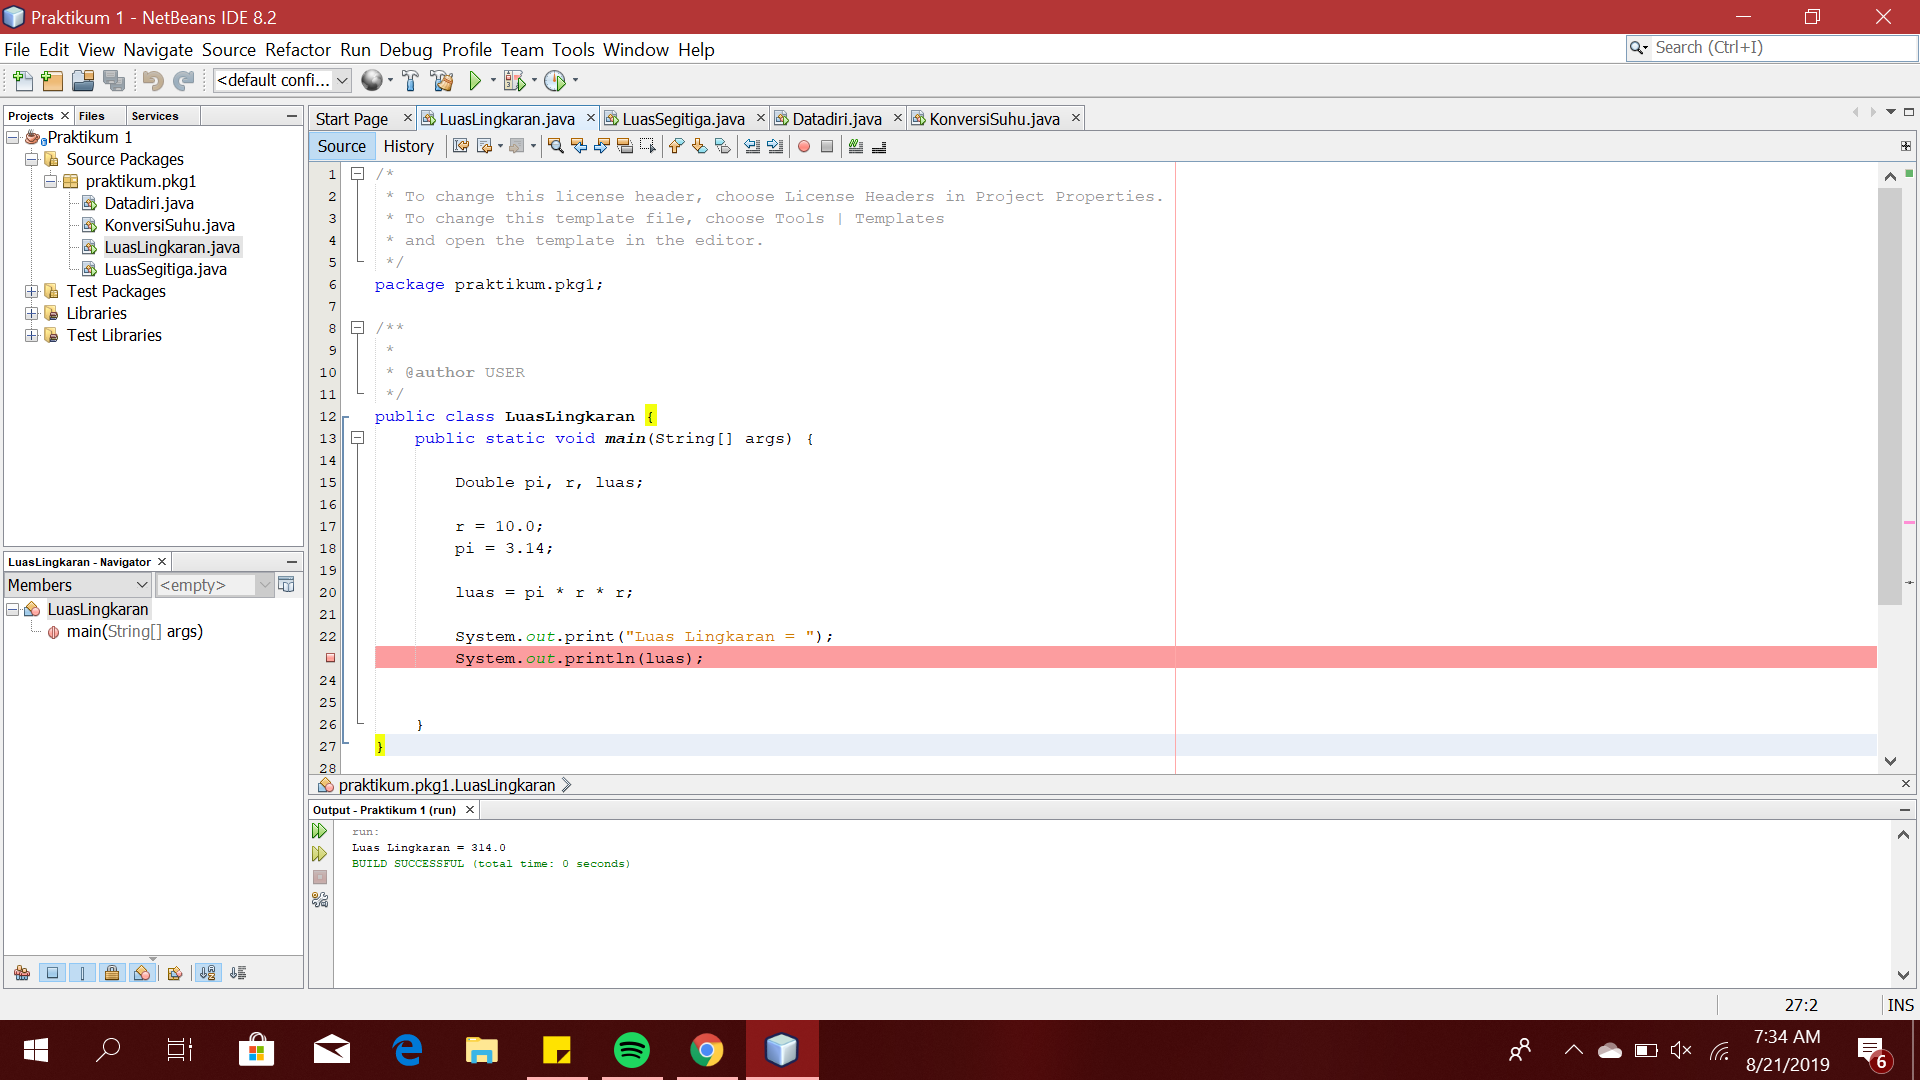 Praktikum 1 - NetBeans IDE 8.2
File Edit View Navigate Source Refactor Run Debug Profile Team Tools Window Help
Search (Ctrl+I)
<default confi...
Projects Files Services
Praktikum 1
Source Packages
praktikum.pkg1
Datadiri.java
KonversiSuhu.java
LuasLingkaran.java
LuasSegitiga.java
Test Packages
Libraries
Test Libraries
LuasLingkaran - Navigator
Members <empty>
LuasLingkaran
main(String[] args)
Start Page LuasLingkaran.java LuasSegitiga.java Datadiri.java KonversiSuhu.java
Source History
1 /*
2 * To change this license header, choose License Headers in Project Properties.
3 * To change this template file, choose Tools | Templates
4 * and open the template in the editor.
5 */
6 package praktikum.pkg1;
7
8 /**
9 *
10 * @author USER
11 */
12 public class LuasLingkaran {
13 public static void main(String[] args) {
14
15 Double pi, r, luas;
16
17 r = 10.0;
18 pi = 3.14;
19
20 luas = pi * r * r;
21
22 System.out.print("Luas Lingkaran = ");
System.out.println(luas);
24
25
26 }
27 }
28
praktikum.pkg1.LuasLingkaran
Output - Praktikum 1 (run)
run:
Luas Lingkaran = 314.0
BUILD SUCCESSFUL (total time: 0 seconds)
27:2 INS
7:34 AM
8/21/2019
6